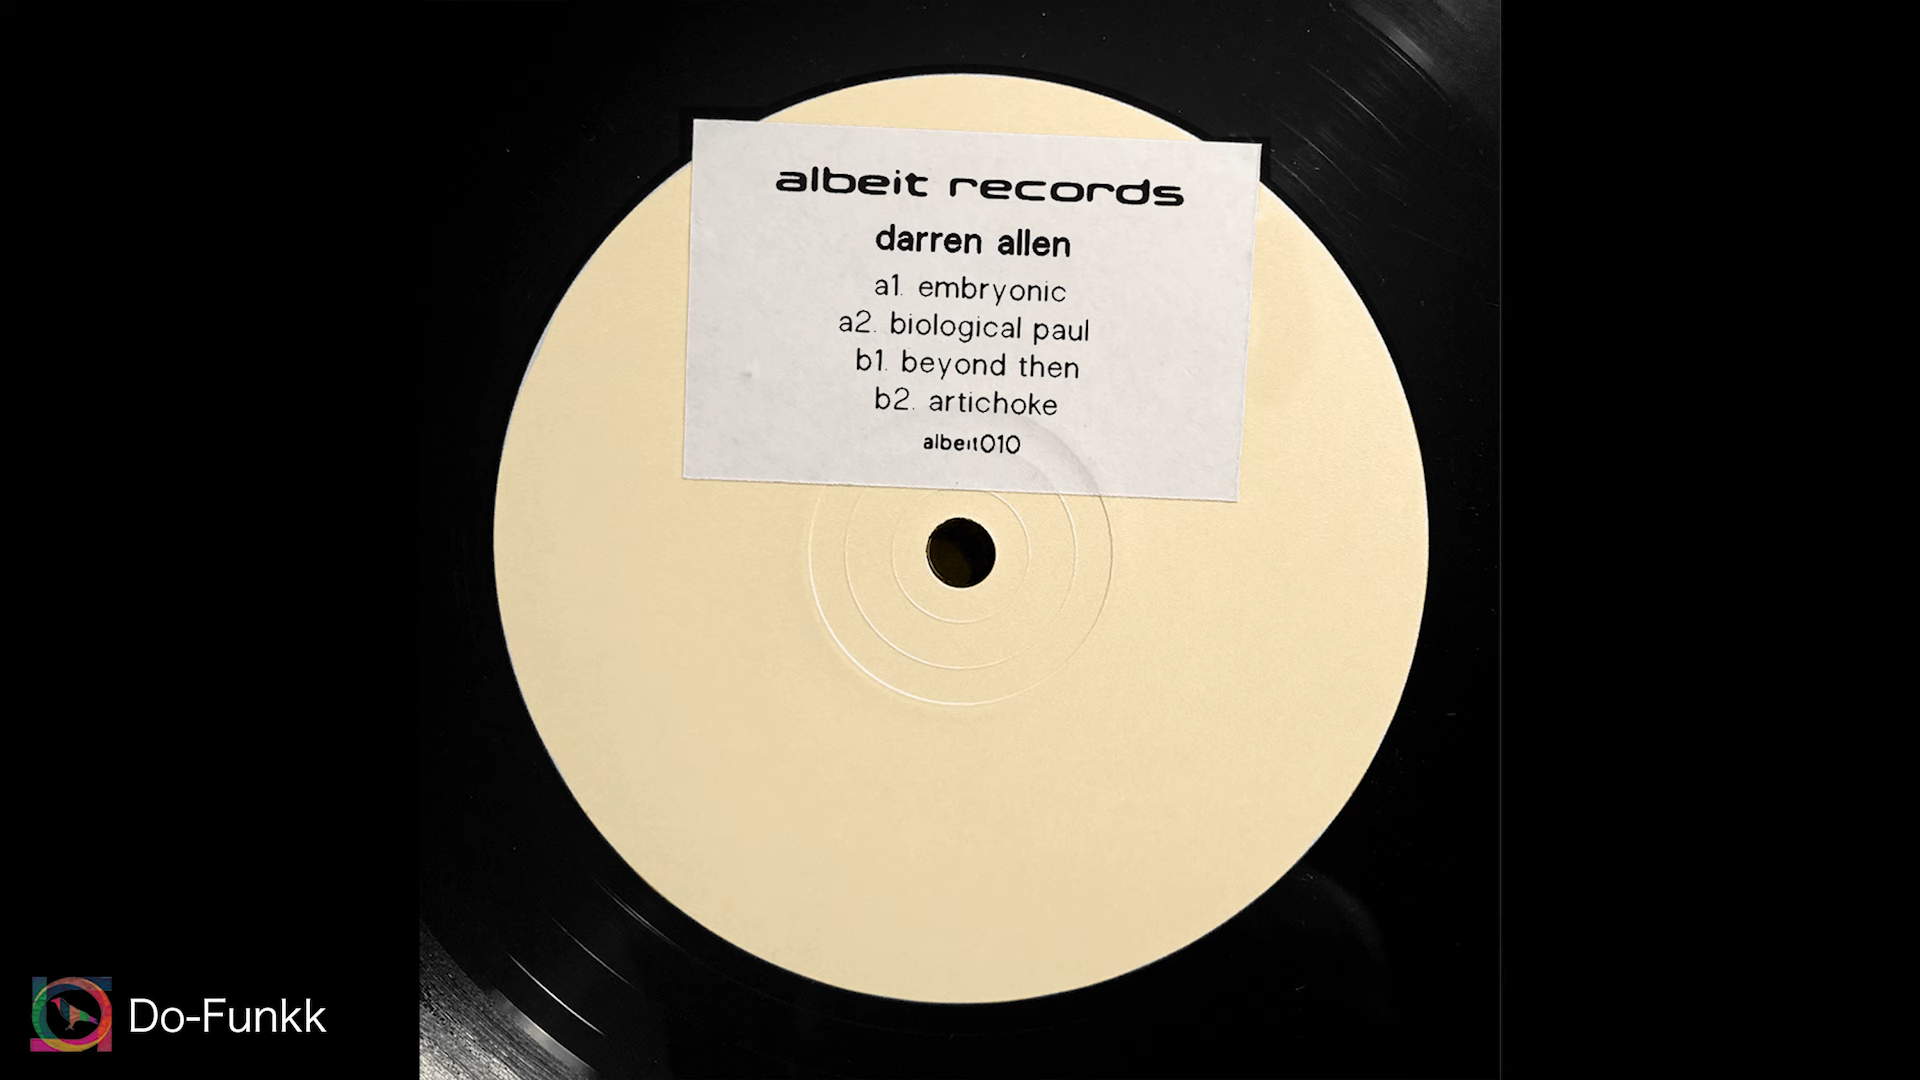 albeit records
darren allen
a1. embryonic
a2. biological paul
b1. beyond then
b2. artichoke
albeit010
Do-Funkk